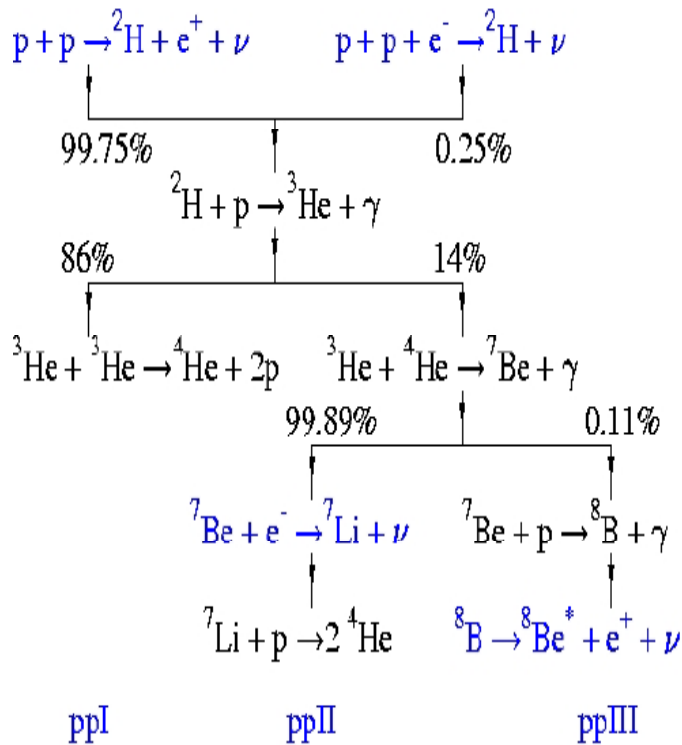 p + p → ²H + e⁺ + ν p + p + e⁻ → ²H + ν
99.75% 0.25%
²H + p → ³He + γ
86% 14%
³He + ³He → ⁴He + 2p ³He + ⁴He → ⁷Be + γ
99.89% 0.11%
⁷Be + e⁻ → ⁷Li + ν ⁷Be + p → ⁸B + γ
⁷Li + p → 2 ⁴He ⁸B → ⁸Be* + e⁺ + ν
ppI ppII ppIII